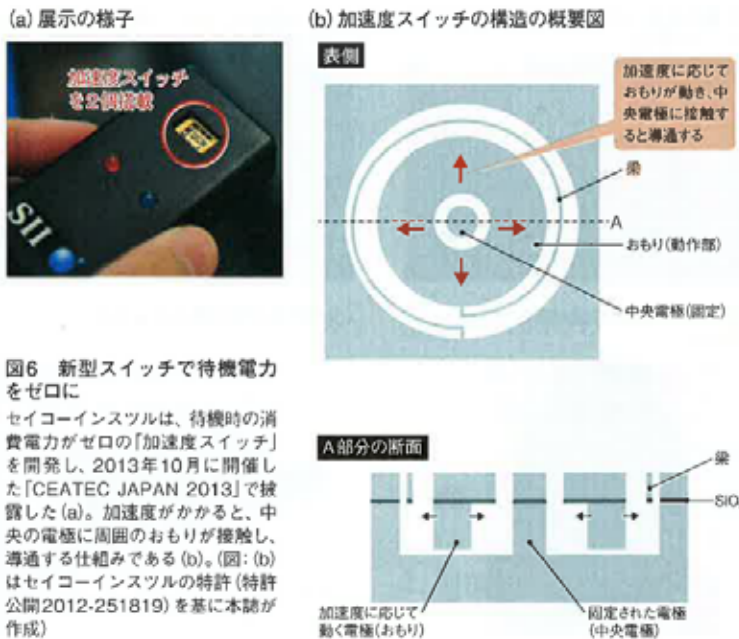 (a) 展示の様子
加速度スイッチ
を2個搭載
SII
図6 新型スイッチで待機電力
をゼロに
セイコーインスツルは、待機時の消
費電力がゼロの「加速度スイッチ」
を開発し、2013年10月に開催し
た「CEATEC JAPAN 2013」で披
露した(a)。加速度がかかると、中
央の電極に周囲のおもりが接触し、
導通する仕組みである(b)。(図:(b)
はセイコーインスツルの特許(特許
公開2012-251819)を基に本誌が
作成)
(b) 加速度スイッチの構造の概要図
表側
加速度に応じて
おもりが動き、中
央電極に接触す
ると導通する
梁
A
おもり(動作部)
中央電極(固定)
A部分の断面
梁
SiO
加速度に応じて
動く電極(おもり)
固定された電極
(中央電極)